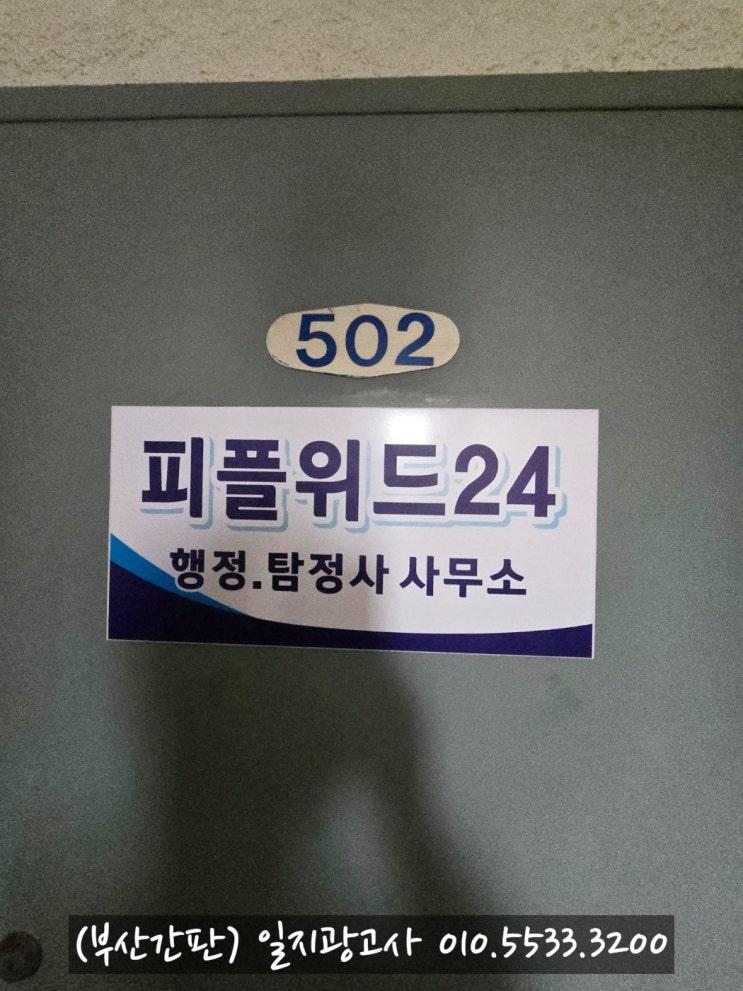 502
피플위드24
행정.탐정사 사무소
(부산간판) 일지광고사 010.5533.3200